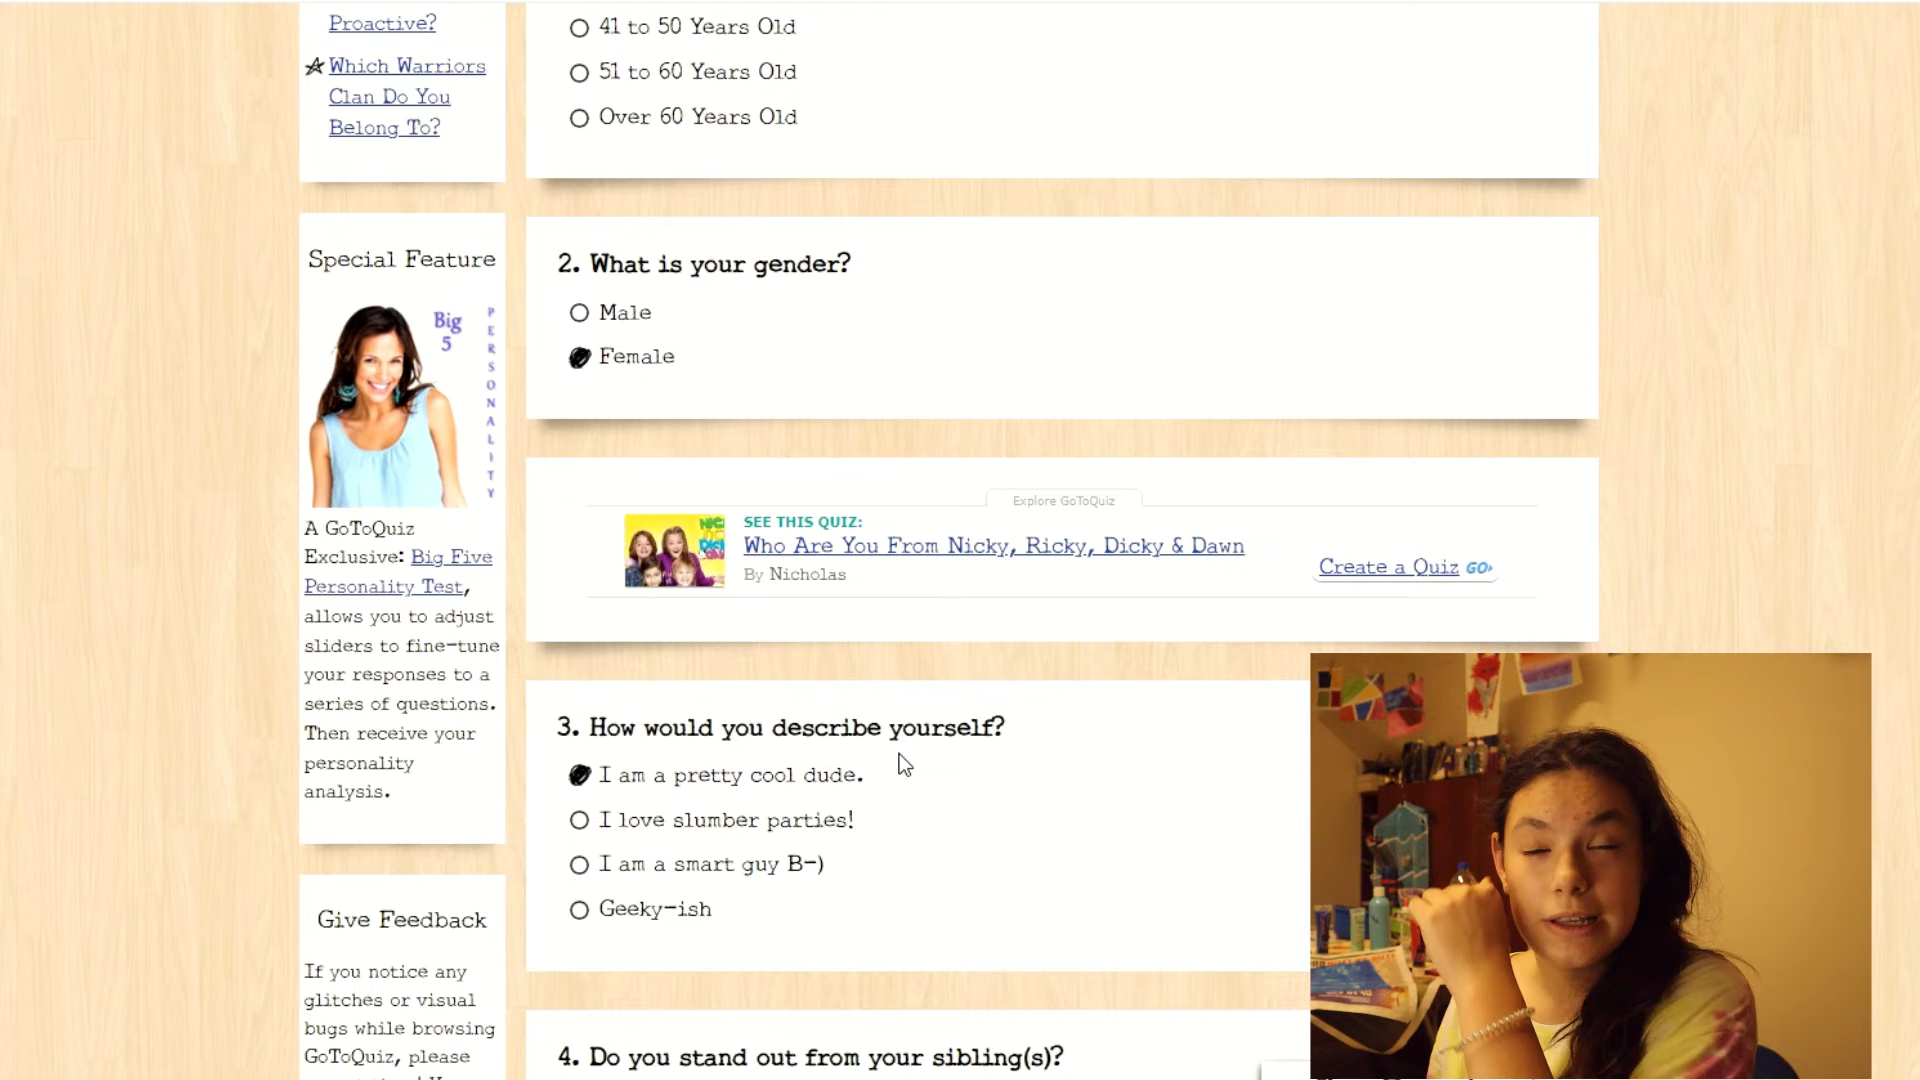 Proactive?
Which Warriors
Clan Do You
Belong To?
Special Feature
Big
5
PERSONALITY
A GoToQuiz
Exclusive: Big Five
Personality Test,
allows you to adjust
sliders to fine-tune
your responses to a
series of questions.
Then receive your
personality
analysis.
Give Feedback
If you notice any
glitches or visual
bugs while browsing
GoToQuiz, please
41 to 50 Years Old
51 to 60 Years Old
Over 60 Years Old
2. What is your gender?
Male
Female
Explore GoToQuiz
SEE THIS QUIZ:
Who Are You From Nicky, Ricky, Dicky & Dawn
By Nicholas
Create a Quiz GO›
3. How would you describe yourself?
I am a pretty cool dude.
I love slumber parties!
I am a smart guy B-)
Geeky-ish
4. Do you stand out from your sibling(s)?